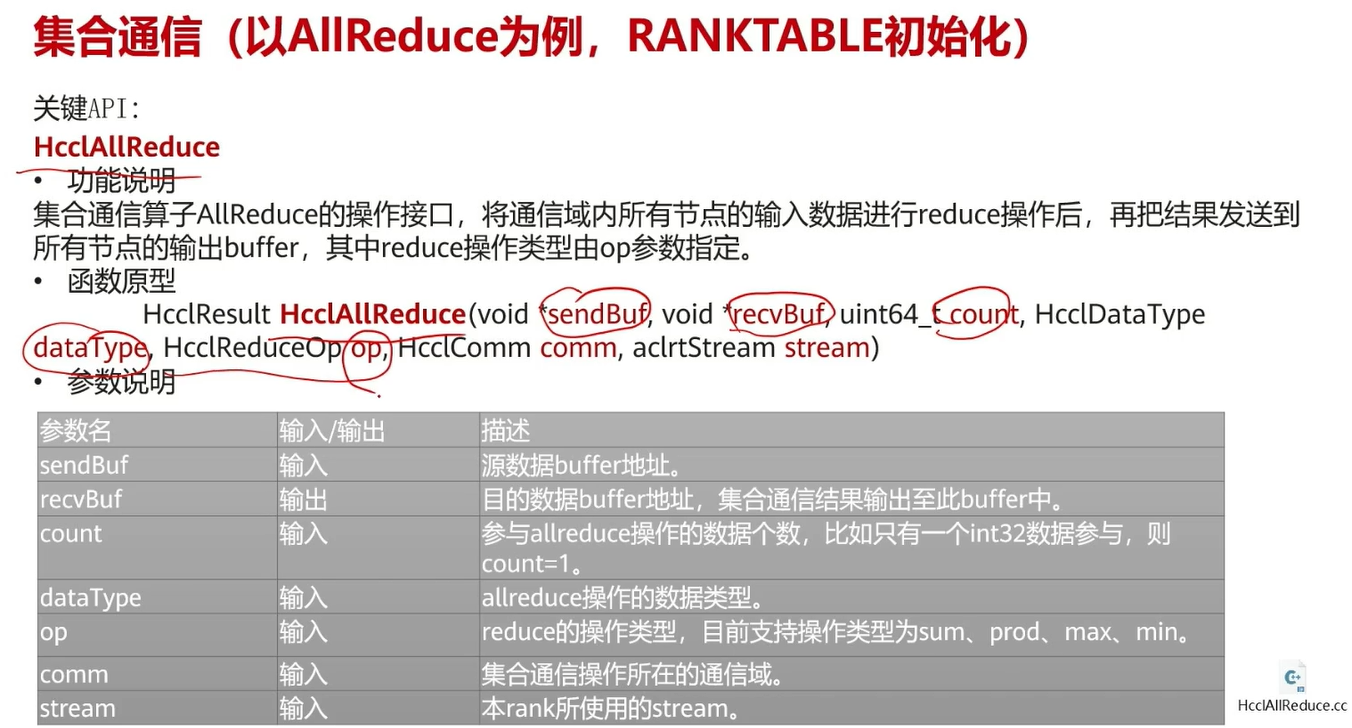 集合通信（以AllReduce为例，RANKTABLE初始化）
关键API：
HcclAllReduce
• 功能说明
集合通信算子AllReduce的操作接口，将通信域内所有节点的输入数据进行reduce操作后，再把结果发送到
所有节点的输出buffer，其中reduce操作类型由op参数指定。
• 函数原型
HcclResult HcclAllReduce(void *sendBuf, void *recvBuf, uint64_t count, HcclDataType
dataType, HcclReduceOp op, HcclComm comm, aclrtStream stream)
• 参数说明
参数名 输入/输出 描述
sendBuf 输入 源数据buffer地址。
recvBuf 输出 目的数据buffer地址，集合通信结果输出至此buffer中。
count 输入 参与allreduce操作的数据个数，比如只有一个int32数据参与，则
count=1。
dataType 输入 allreduce操作的数据类型。
op 输入 reduce的操作类型，目前支持操作类型为sum、prod、max、min。
comm 输入 集合通信操作所在的通信域。
stream 输入 本rank所使用的stream。
HcclAllReduce.cc